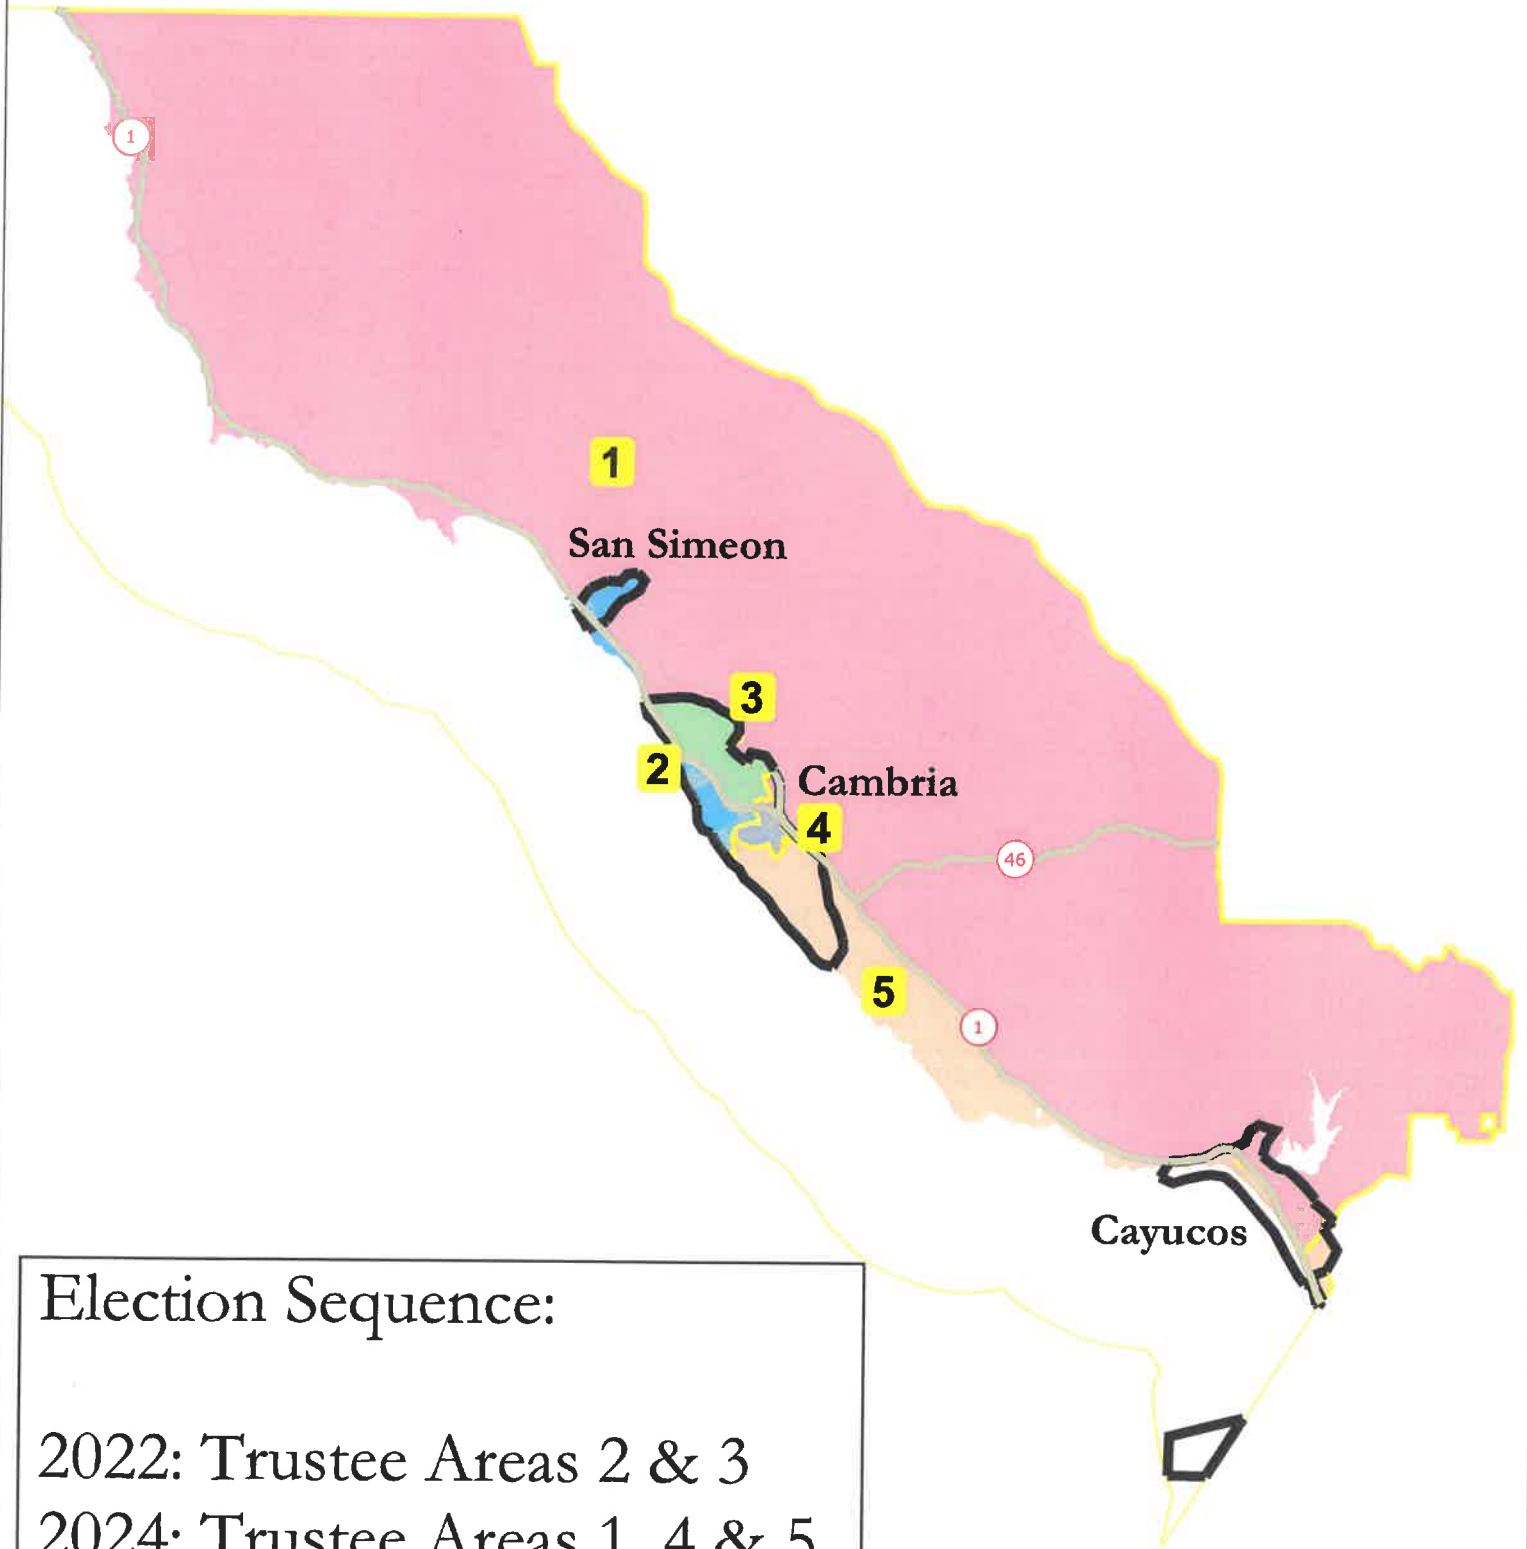 1
1
San Simeon
3
2
Cambria
4
46
5
1
Cayucos
Election Sequence:
2022: Trustee Areas 2 & 3
2024: Trustee Areas 1, 4 & 5